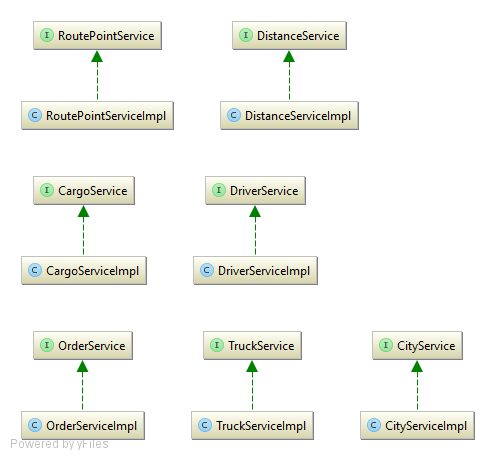 I RoutePointService
I DistanceService
C RoutePointServiceImpl
C DistanceServiceImpl
I CargoService
I DriverService
C CargoServiceImpl
C DriverServiceImpl
I OrderService
I TruckService
I CityService
C OrderServiceImpl
C TruckServiceImpl
C CityServiceImpl
Powered by yFiles